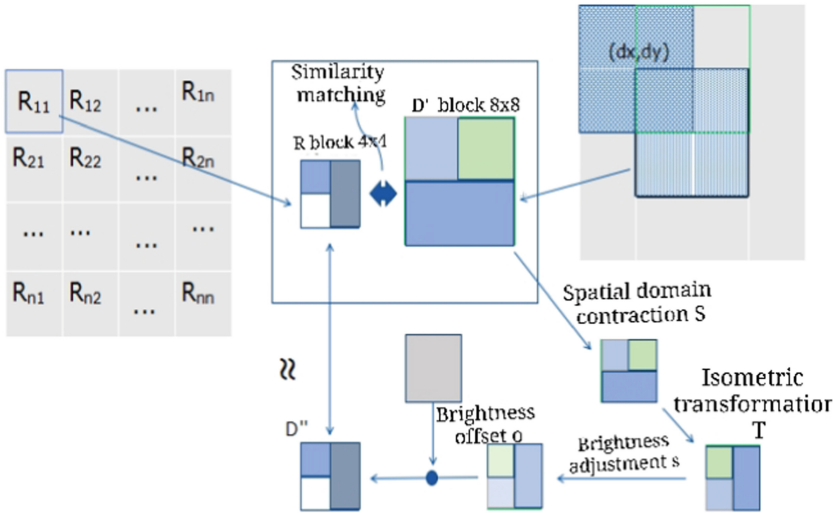 R11 R12 ... R1n
R21 R22 ... R2n
... ... ... ...
Rn1 Rn2 ... Rnn
Similarity
matching
R block 4x4
D' block 8x8
(dx,dy)
Spatial domain
contraction S
Isometric
transformation
T
Brightness
adjustment s
Brightness
offset o
≈
D"